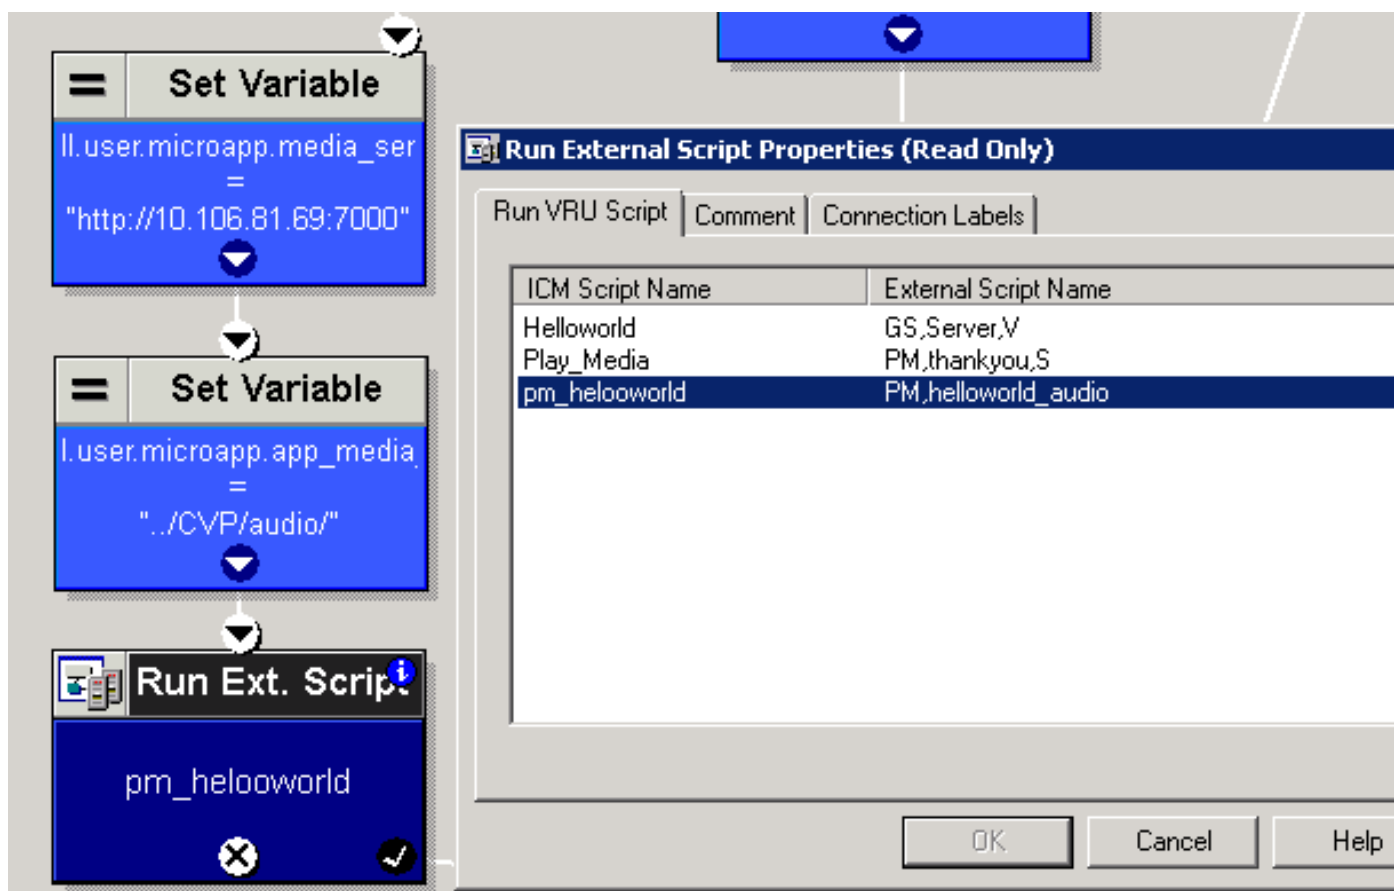 Set Variable
ll.user.microapp.media_ser
=
"http://10.106.81.69:7000"
Set Variable
l.user.microapp.app_media_
=
"../CVP/audio/"
Run Ext. Script
pm_helooworld
Run External Script Properties (Read Only)
Run VRU Script
Comment
Connection Labels
ICM Script Name External Script Name
Helloworld GS,Server,V
Play_Media PM,thankyou,S
pm_helooworld PM,helloworld_audio
OK
Cancel
Help